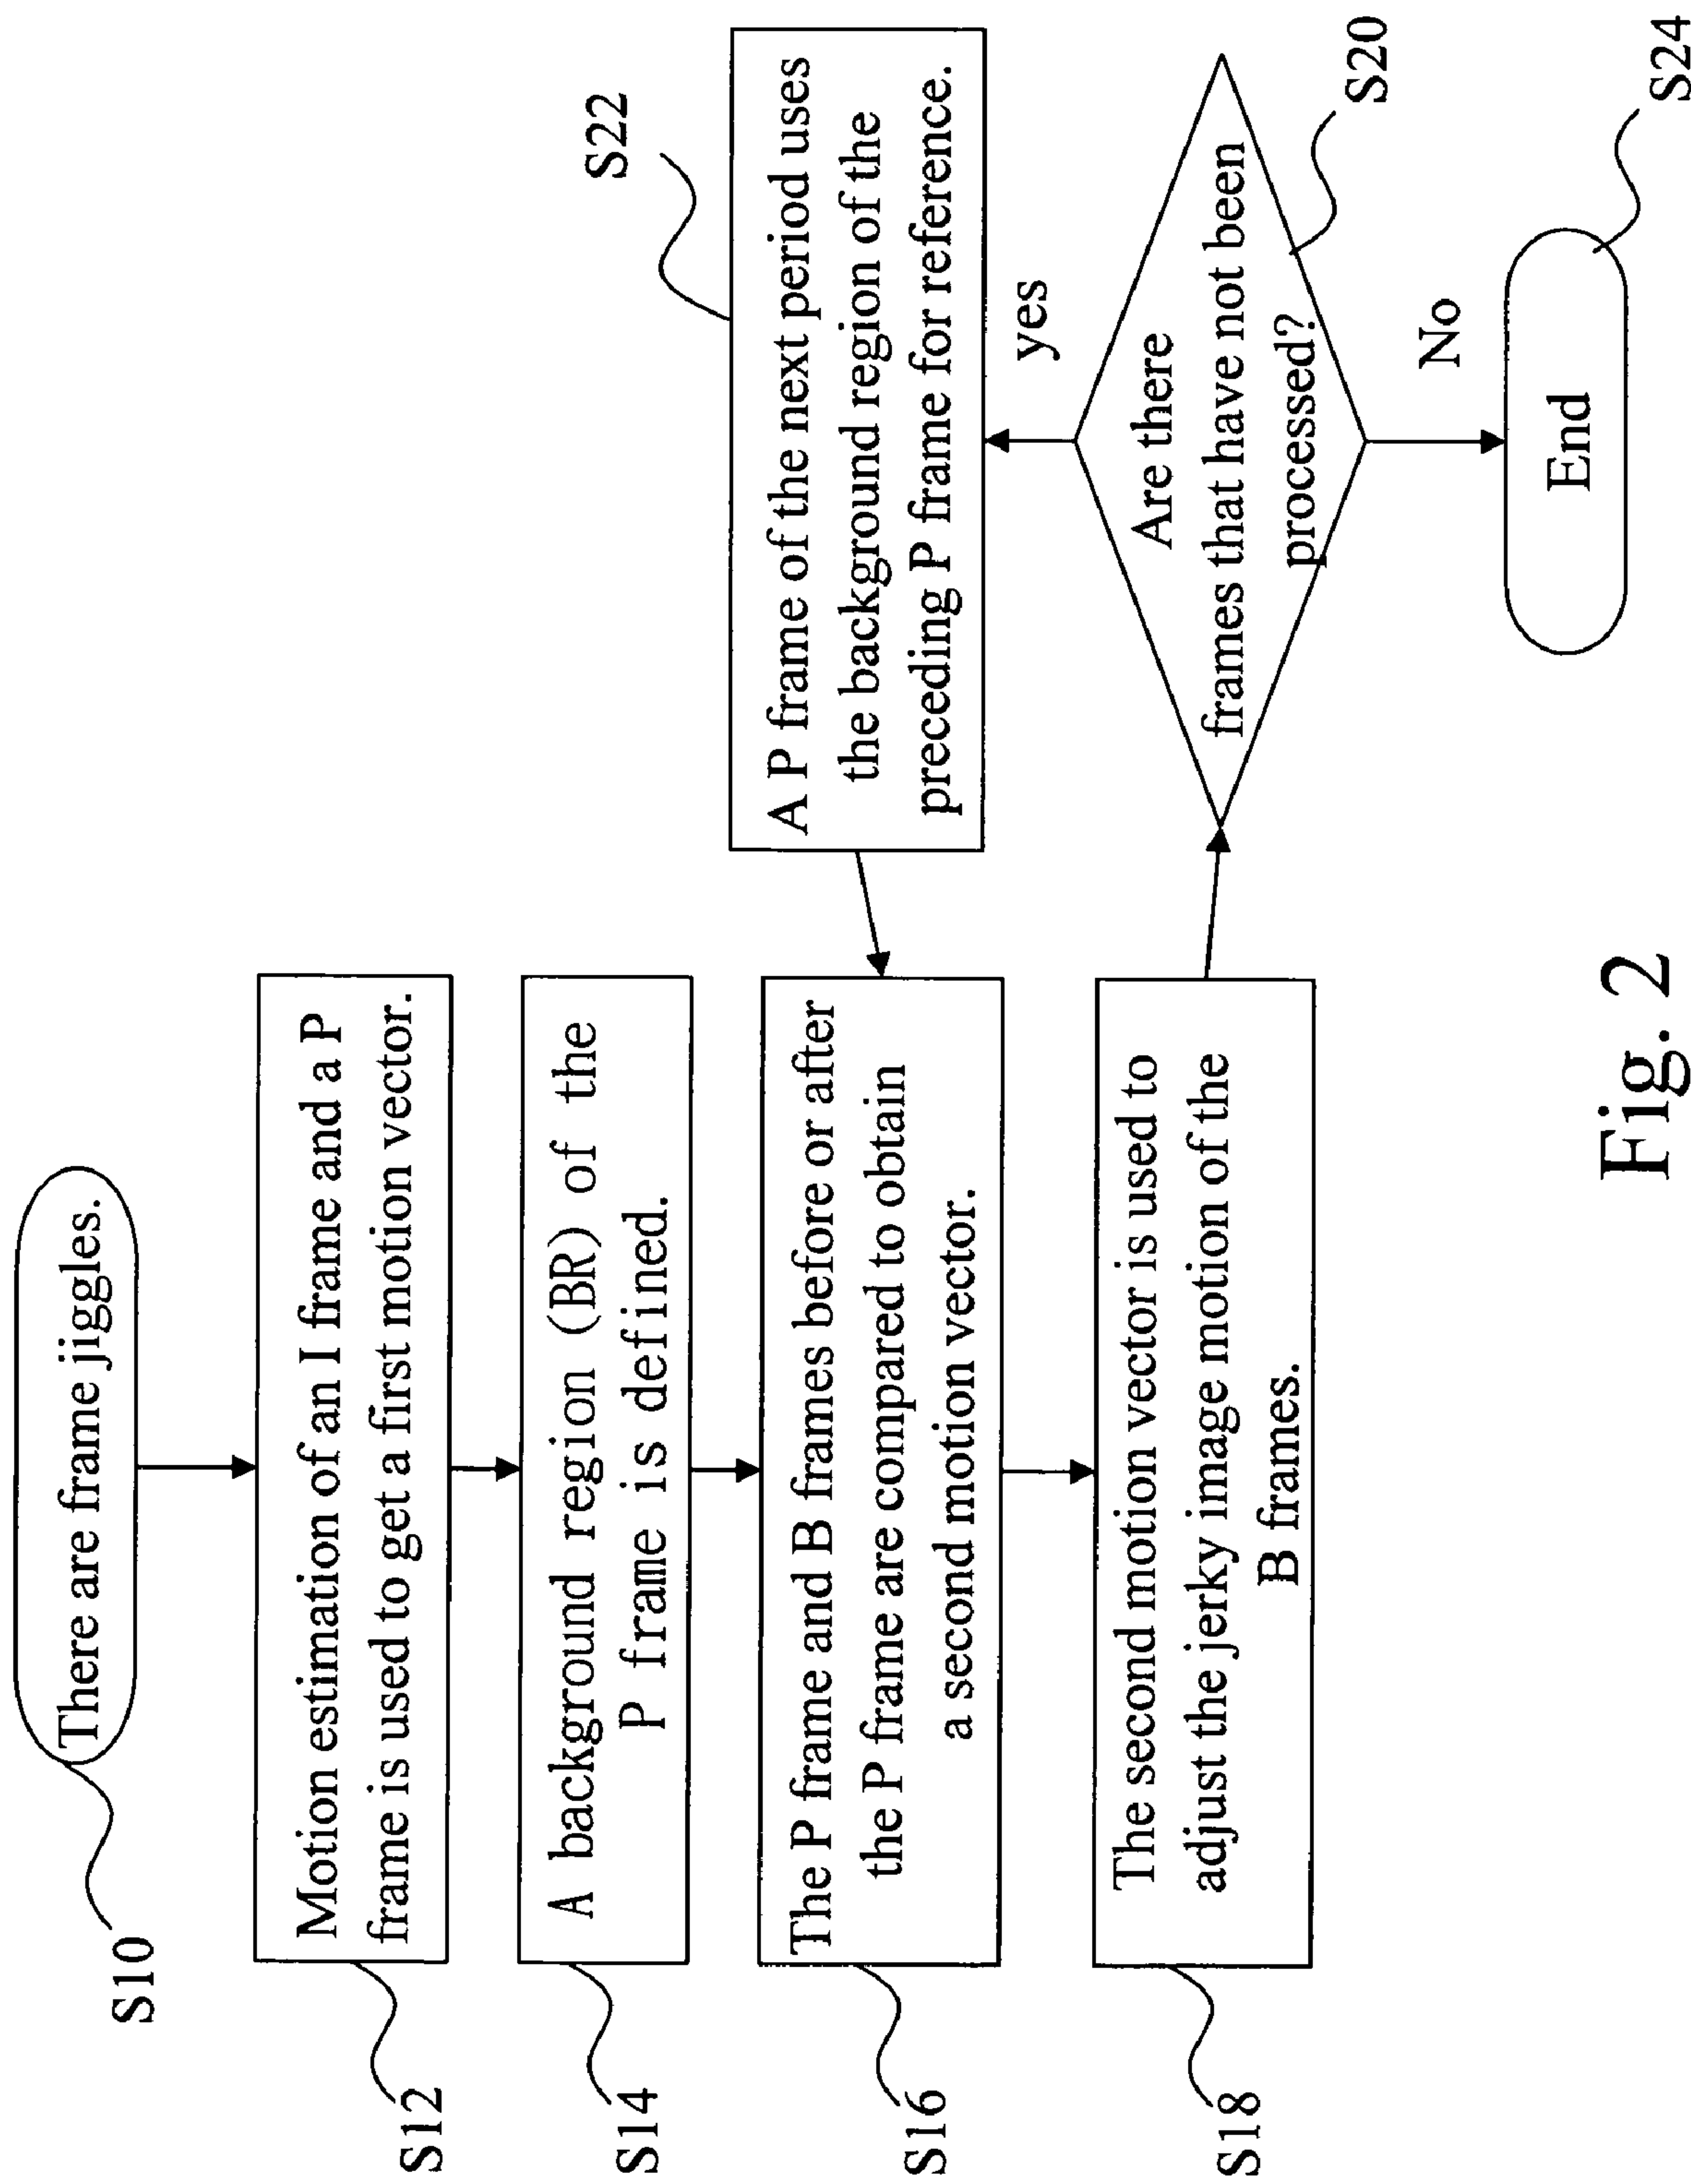 S10
There are frame jiggles.
S12
Motion estimation of an I frame and a P
frame is used to get a first motion vector.
S14
A background region (BR) of the
P frame is defined.
S16
The P frame and B frames before or after
the P frame are compared to obtain
a second motion vector.
S18
The second motion vector is used to
adjust the jerky image motion of the
B frames.
S22
A P frame of the next period uses
the background region of the
preceding P frame for reference.
yes
Are there
frames that have not been
processed?
S20
No
End
S24
Fig. 2